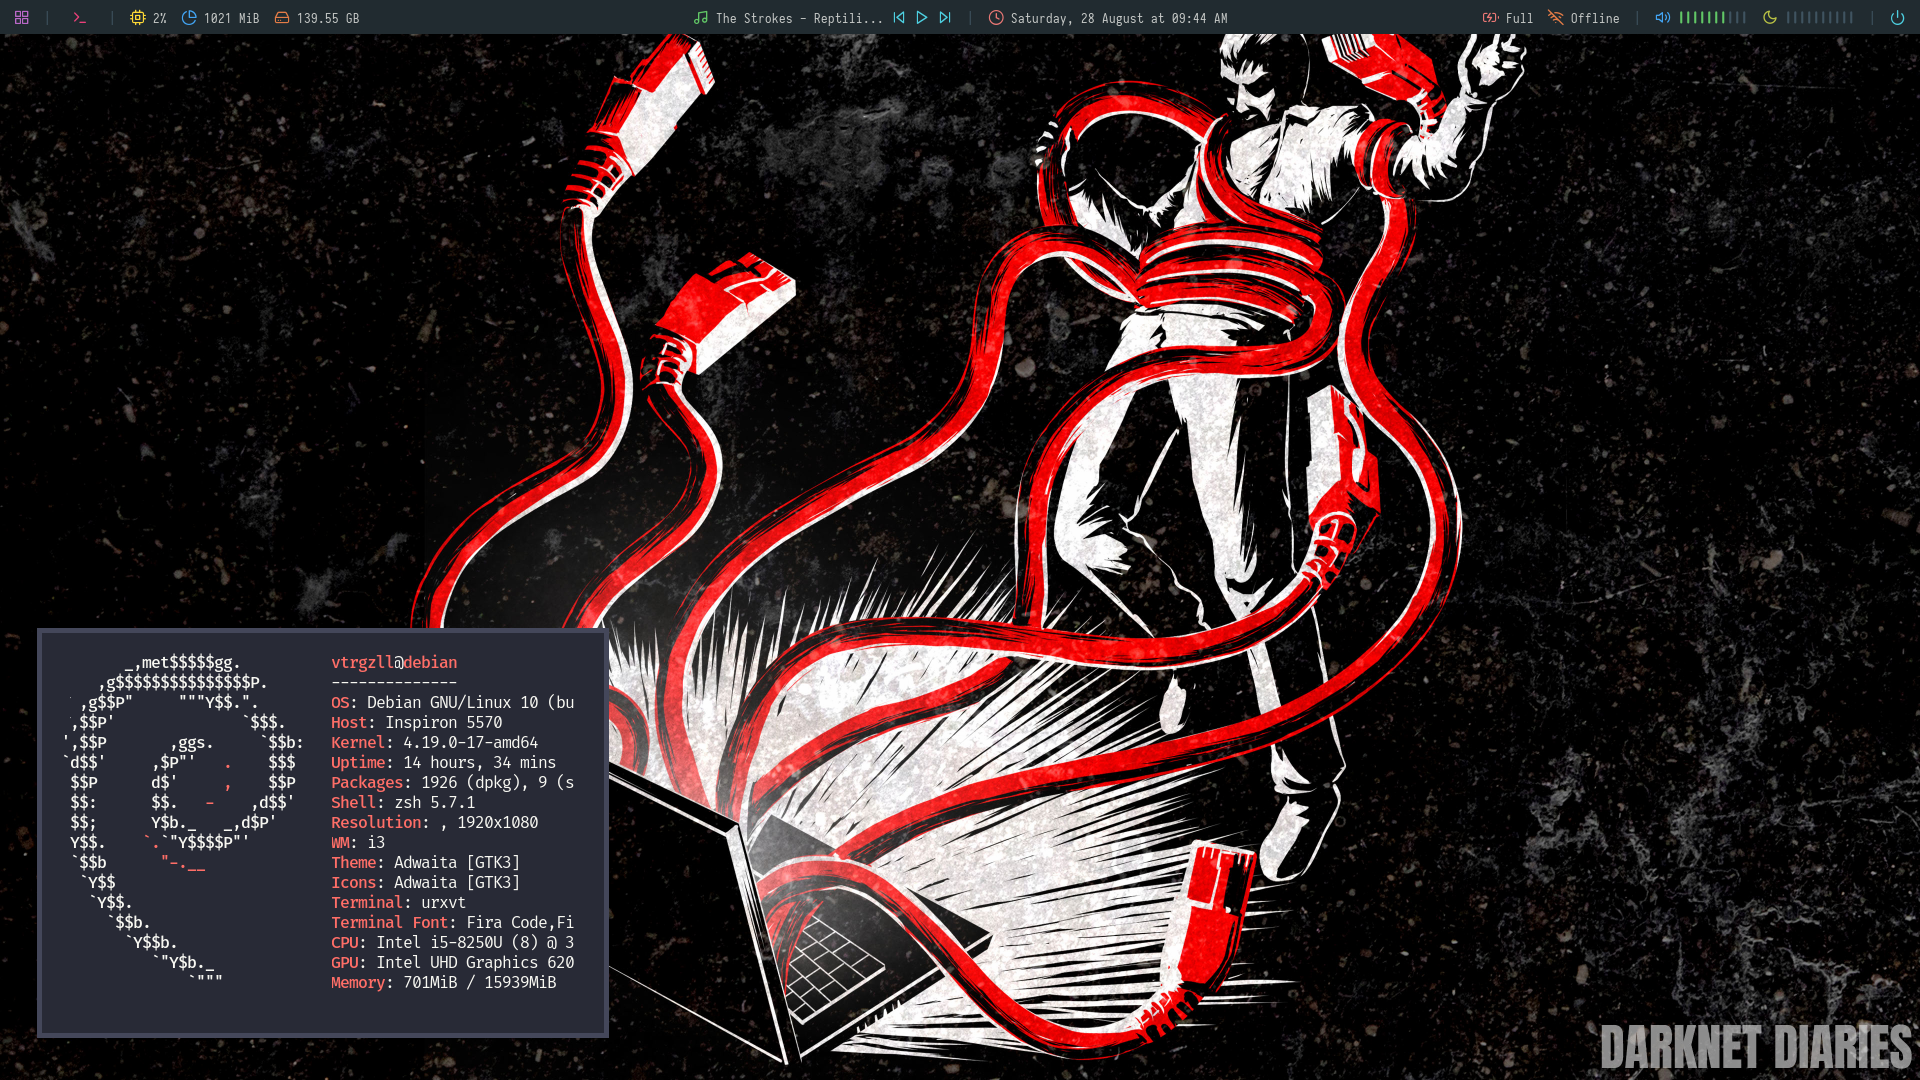 2% 1021 MiB 139.55 GB The Strokes - Reptili... Saturday, 28 August at 09:44 AM Full Offline
_,met$$$$$gg.
,g$$$$$$$$$$$$$$$P.
,g$$P"     """Y$$.".
,$$P'              `$$$.
',$$P       ,ggs.     `$$b:
`d$$'     ,$P"'   .    $$$
$$P      d$'     ,    $$P
$$:      $$.   -    ,d$$'
$$;      Y$b._   _,d$P'
Y$$.    `.`"Y$$$$P"'
`$$b      "-.__
`Y$$
`Y$$.
`$$b.
`Y$$b.
`"Y$b._
`"""
vtrgzll@debian
--------------
OS: Debian GNU/Linux 10 (bu
Host: Inspiron 5570
Kernel: 4.19.0-17-amd64
Uptime: 14 hours, 34 mins
Packages: 1926 (dpkg), 9 (s
Shell: zsh 5.7.1
Resolution: , 1920x1080
WM: i3
Theme: Adwaita [GTK3]
Icons: Adwaita [GTK3]
Terminal: urxvt
Terminal Font: Fira Code,Fi
CPU: Intel i5-8250U (8) @ 3
GPU: Intel UHD Graphics 620
Memory: 701MiB / 15939MiB
DARKNET DIARIES